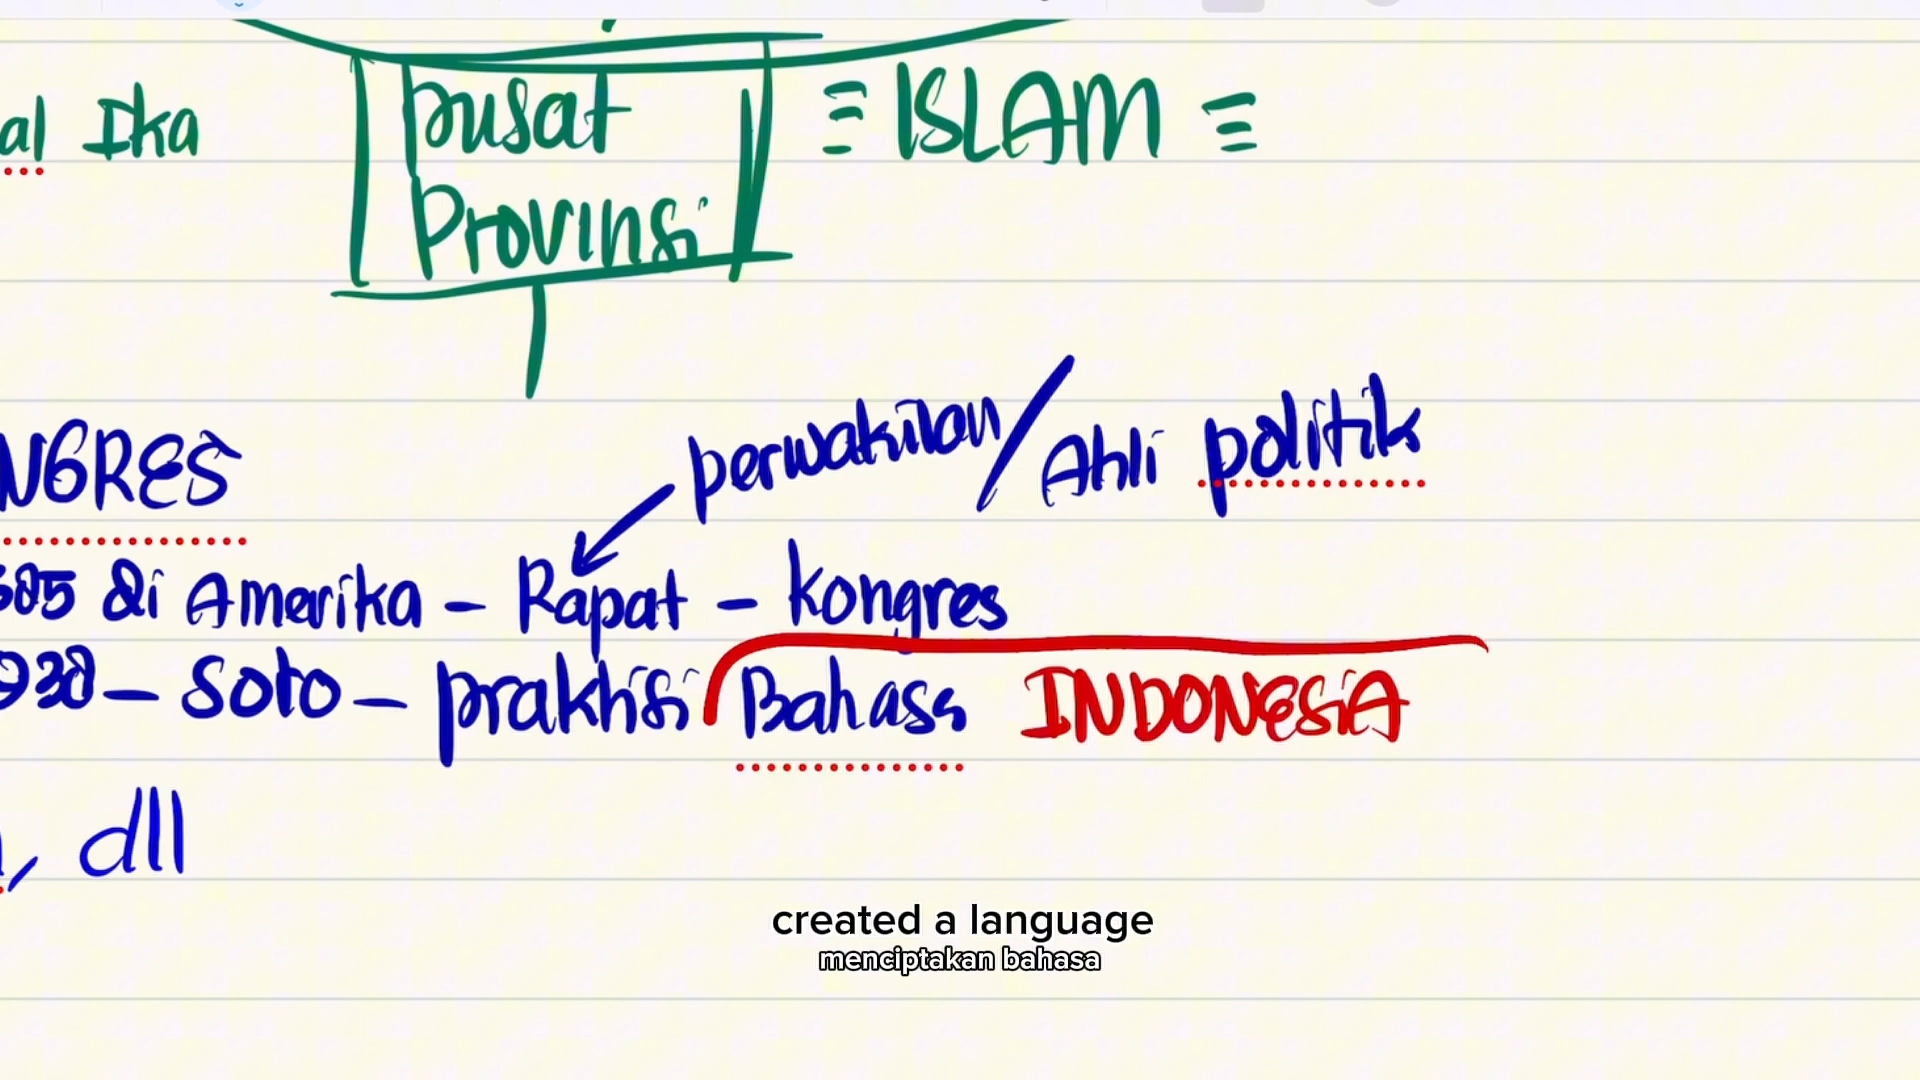 al Ika
pusat
Provinsi
≡ ISLAM ≡
NGRES
perwakilan / Ahli politik
di Amerika - Rapat - kongres
- Soto - praktisi Bahasa INDONESIA
, dll
created a language
menciptakan bahasa